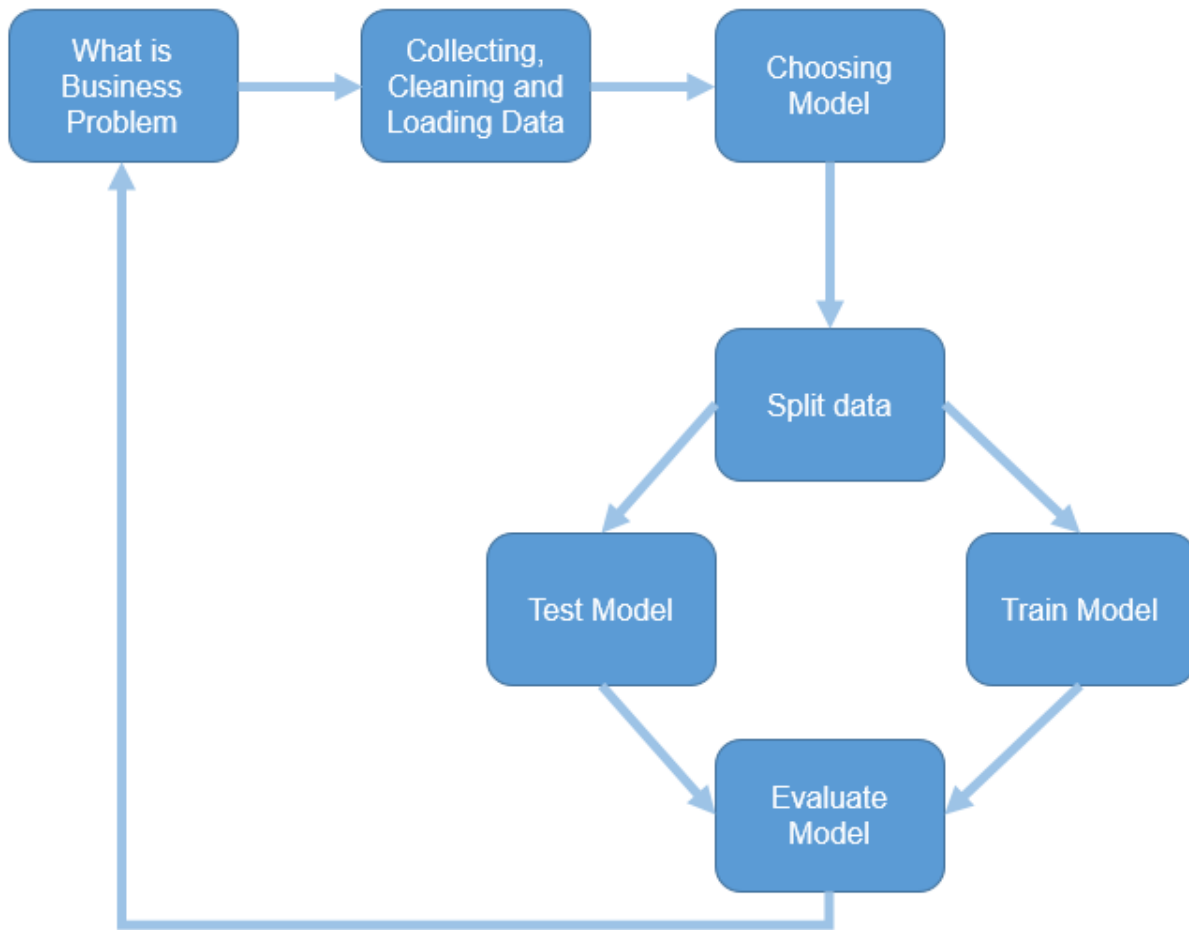 What is
Business
Problem
Collecting,
Cleaning and
Loading Data
Choosing
Model
Split data
Test Model
Train Model
Evaluate
Model